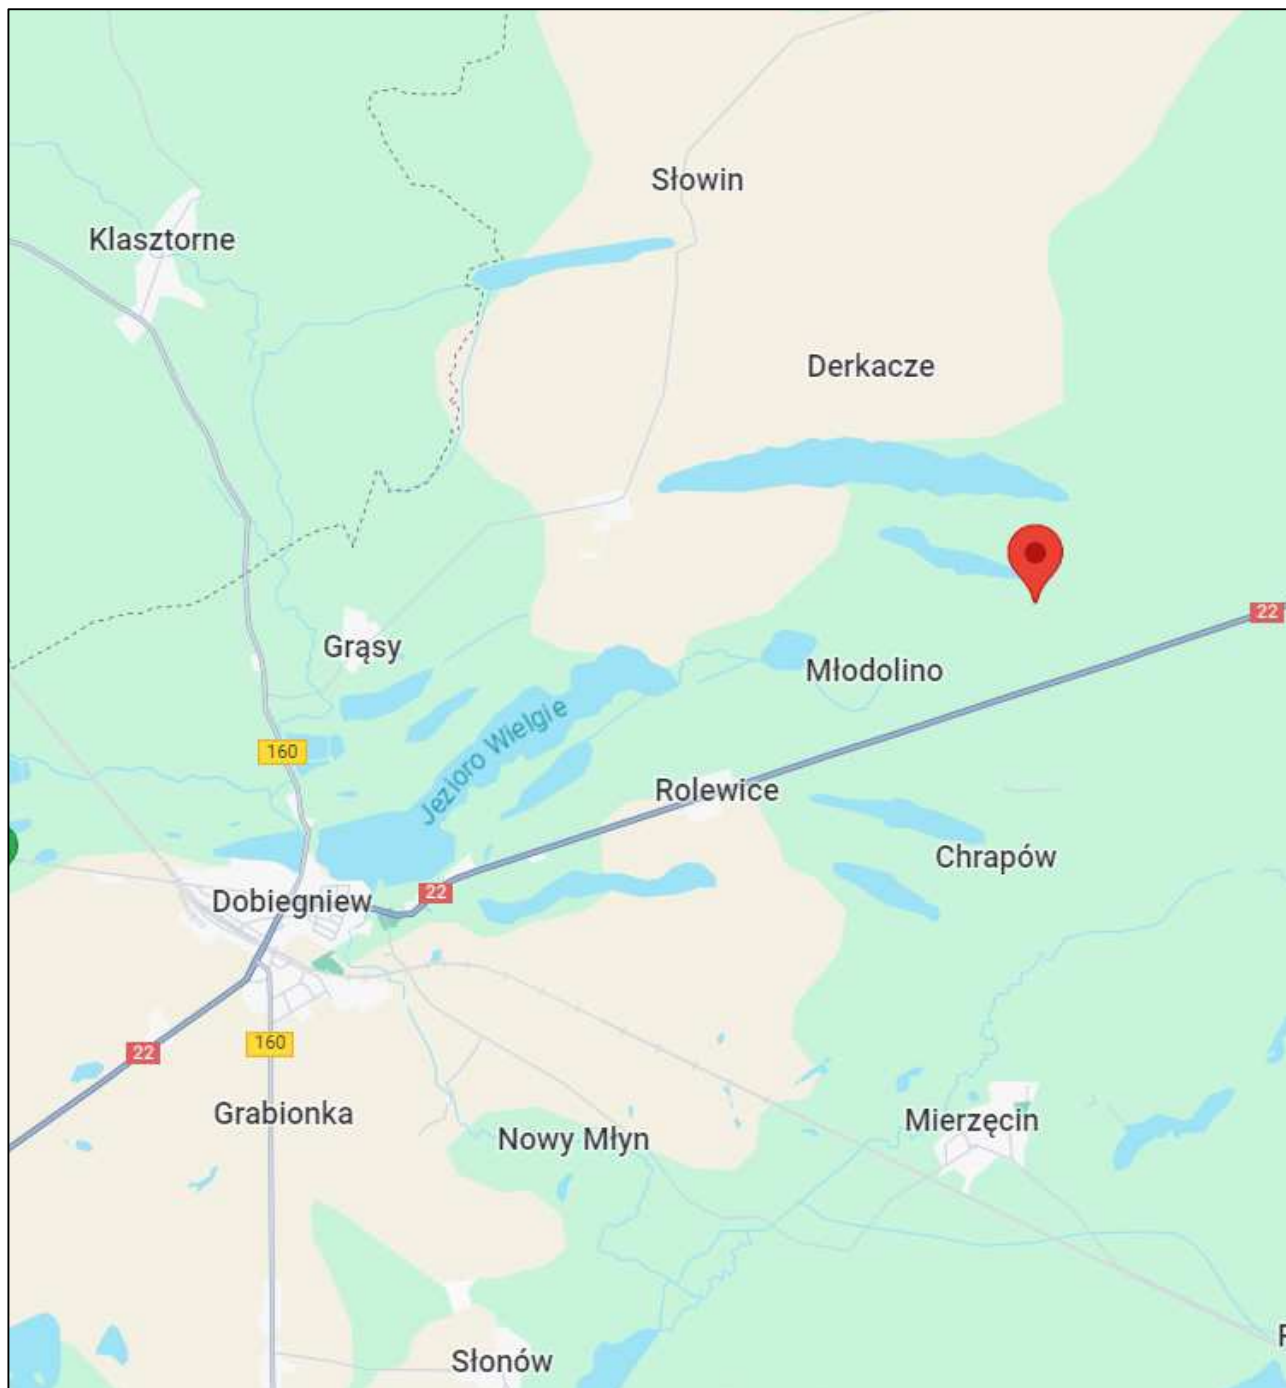 Słowin
Klasztorne
Derkacze
22
Grąsy
Młodolino
Jezioro Wielgie
160
Rolewice
Chrapów
22
Dobiegniew
160
22
Grabionka
Mierzęcin
Nowy Młyn
Słonów